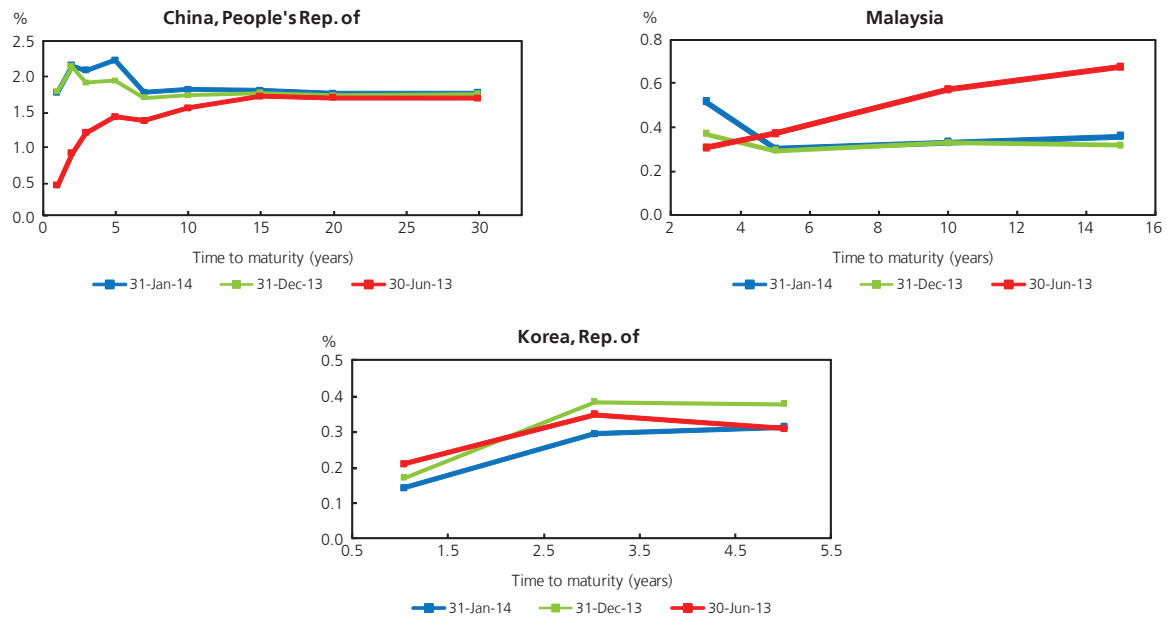 China, People's Rep. of
%
2.5
2.0
1.5
1.0
0.5
0.0
0 5 10 15 20 25 30
Time to maturity (years)
31-Jan-14 31-Dec-13 30-Jun-13
Malaysia
%
0.8
0.6
0.4
0.2
0.0
2 4 6 8 10 12 14 16
Time to maturity (years)
31-Jan-14 31-Dec-13 30-Jun-13
Korea, Rep. of
%
0.5
0.4
0.3
0.2
0.1
0.0
0.5 1.5 2.5 3.5 4.5 5.5
Time to maturity (years)
31-Jan-14 31-Dec-13 30-Jun-13